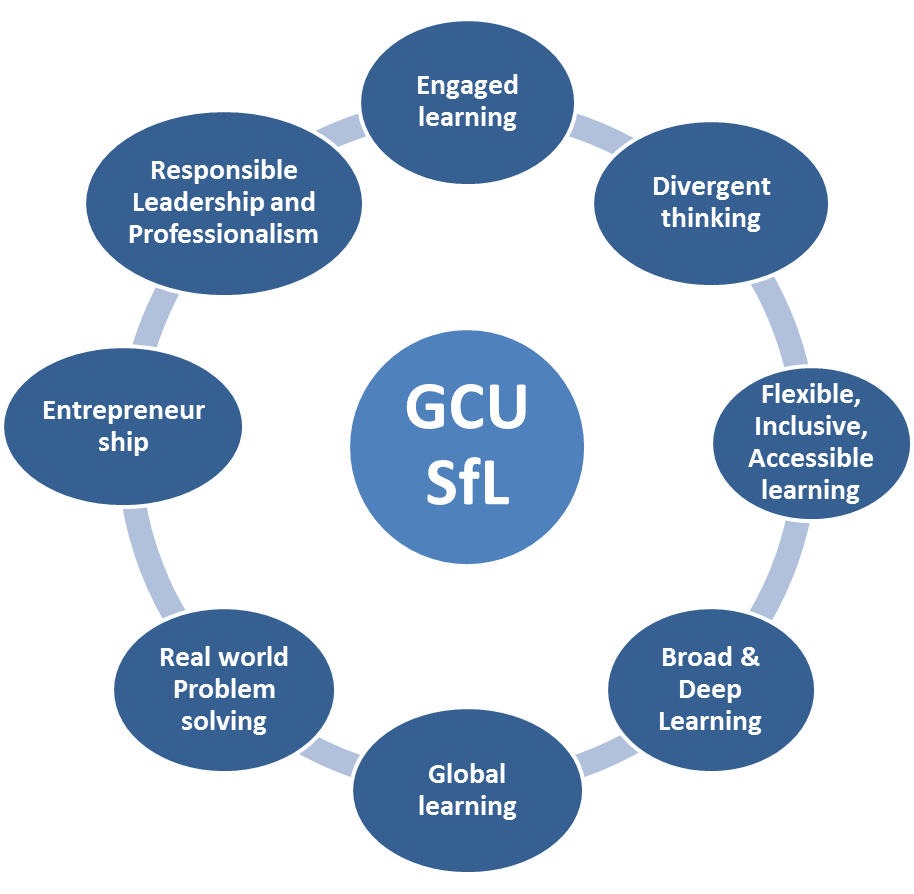 Engaged
learning
Divergent
thinking
Flexible,
Inclusive,
Accessible
learning
Broad &
Deep
Learning
Global
learning
Real world
Problem
solving
Entrepreneur
ship
Responsible
Leadership and
Professionalism
GCU
SfL